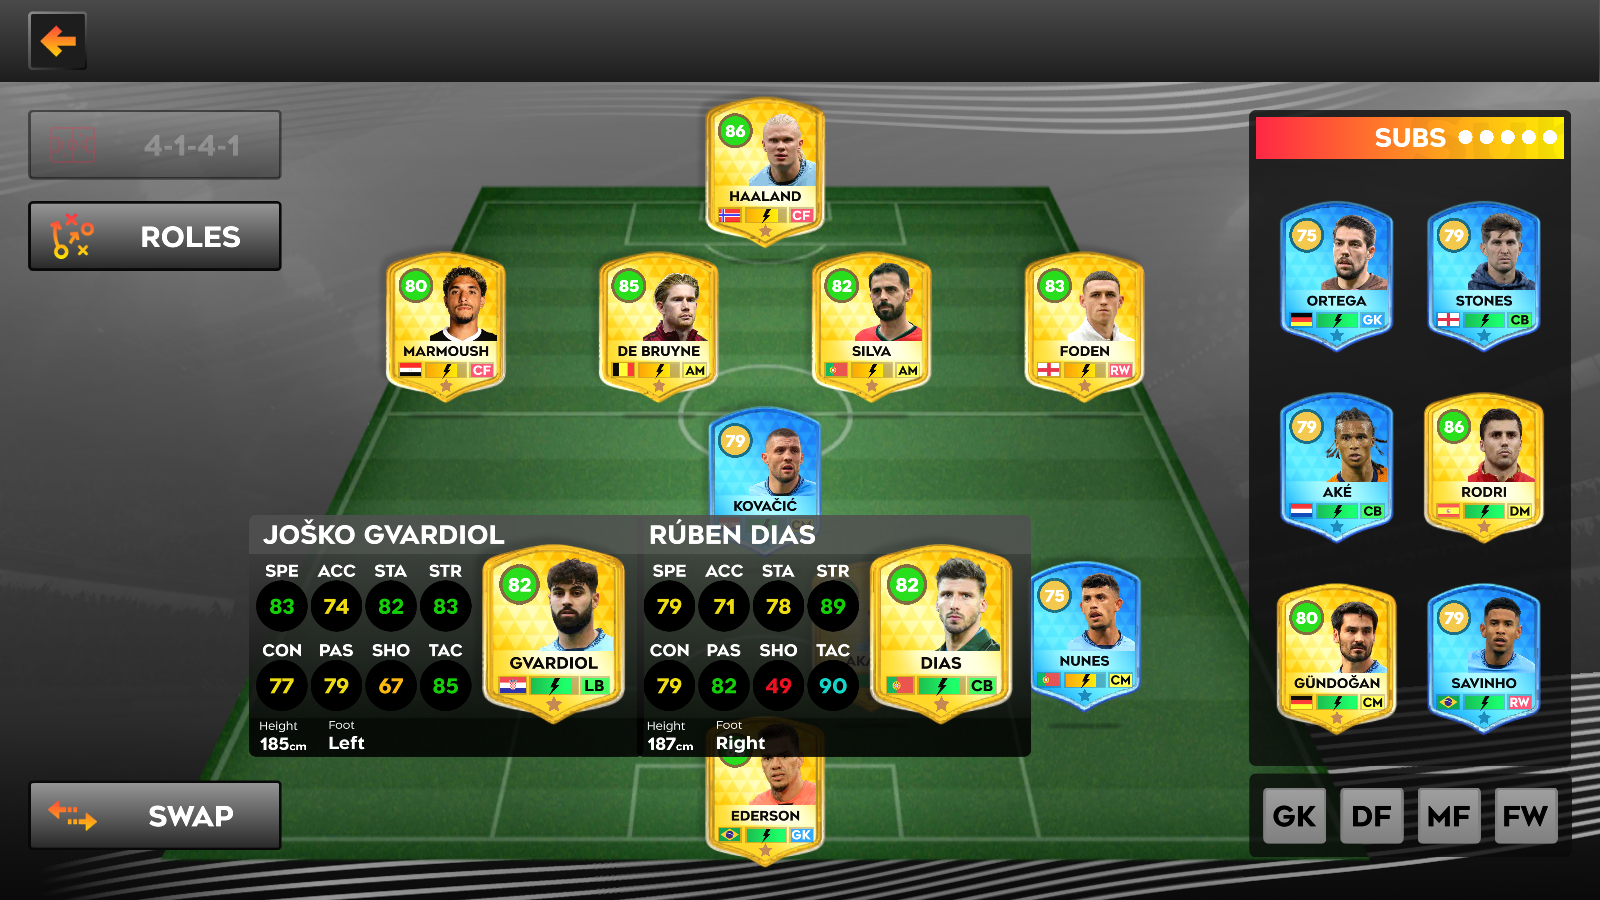 4-1-4-1
ROLES
86
HAALAND
CF
80
MARMOUSH
CF
85
DE BRUYNE
AM
82
SILVA
AM
83
FODEN
RW
79
KOVAČIĆ
JOŠKO GVARDIOL
SPE ACC STA STR
83 74 82 83
CON PAS SHO TAC
77 79 67 85
Height Foot
185cm Left
82
GVARDIOL
LB
RÚBEN DIAS
SPE ACC STA STR
79 71 78 89
CON PAS SHO TAC
79 82 49 90
Height Foot
187cm Right
82
DIAS
CB
75
NUNES
CM
EDERSON
GK
SWAP
SUBS
75
ORTEGA
GK
79
STONES
CB
79
AKÉ
CB
86
RODRI
DM
80
GÜNDOĞAN
CM
79
SAVINHO
RW
GK DF MF FW